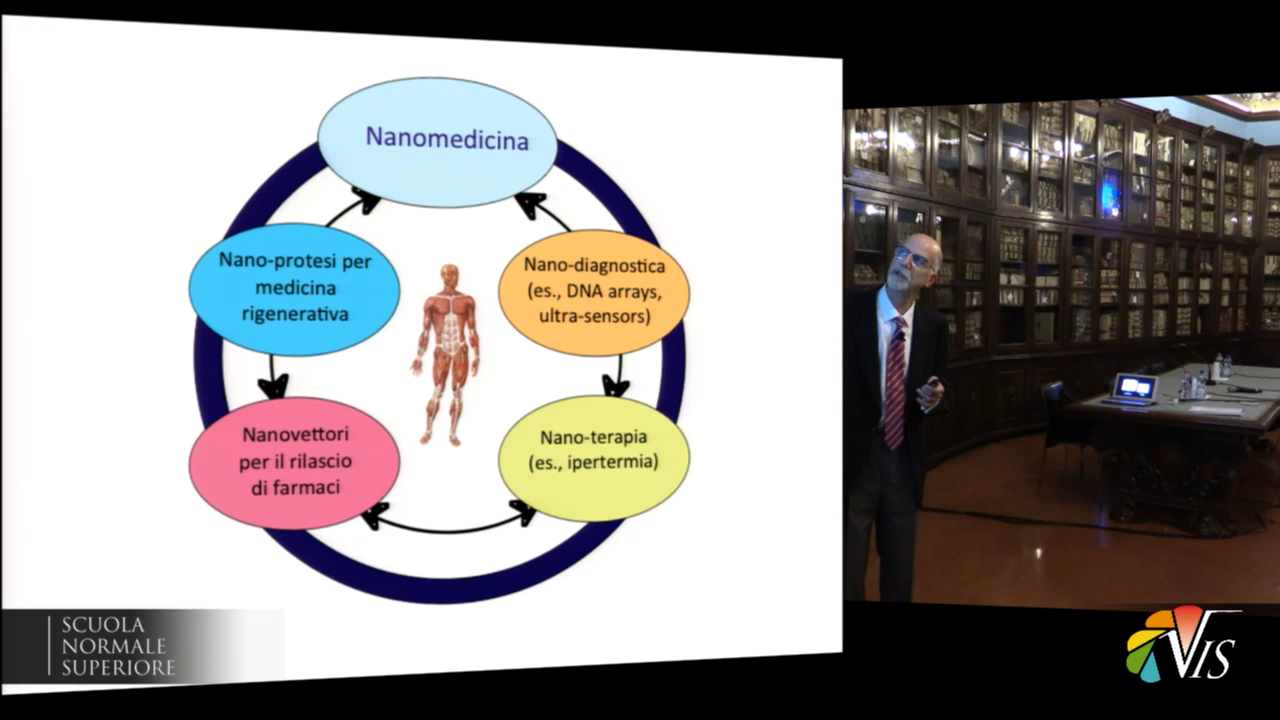 Nanomedicina
Nano-protesi per
medicina
rigenerativa
Nano-diagnostica
(es., DNA arrays,
ultra-sensors)
Nanovettori
per il rilascio
di farmaci
Nano-terapia
(es., ipertermia)
SCUOLA
NORMALE
SUPERIORE
VIS